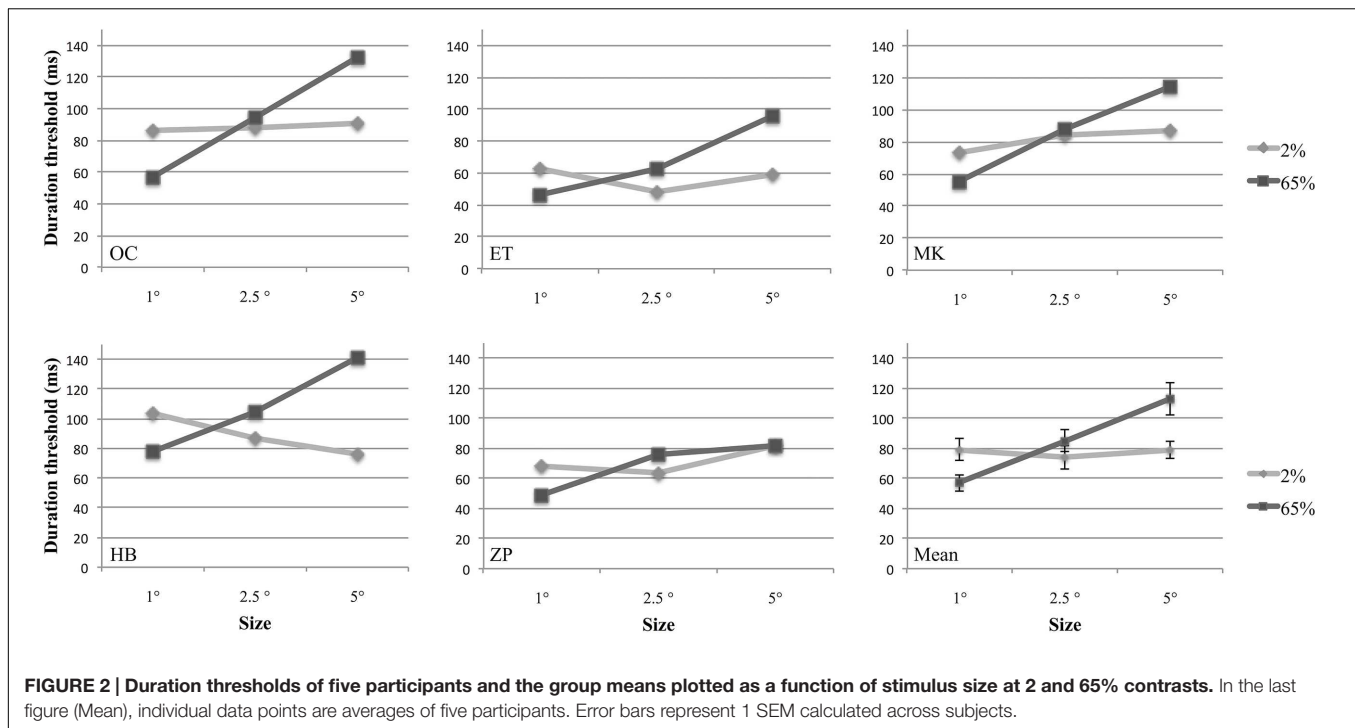 Duration threshold (ms)
140
120
100
80
60
40
20
0
OC
1° 2.5 ° 5°
140
120
100
80
60
40
20
0
ET
1° 2.5 ° 5°
140
120
100
80
60
40
20
0
MK
1° 2.5 ° 5°
2%
65%
Duration threshold (ms)
140
120
100
80
60
40
20
0
HB
1° 2.5 ° 5°
Size
140
120
100
80
60
40
20
0
ZP
1° 2.5 ° 5°
Size
140
120
100
80
60
40
20
0
Mean
1° 2.5 ° 5°
Size
2%
65%
FIGURE 2 | Duration thresholds of five participants and the group means plotted as a function of stimulus size at 2 and 65% contrasts. In the last
figure (Mean), individual data points are averages of five participants. Error bars represent 1 SEM calculated across subjects.